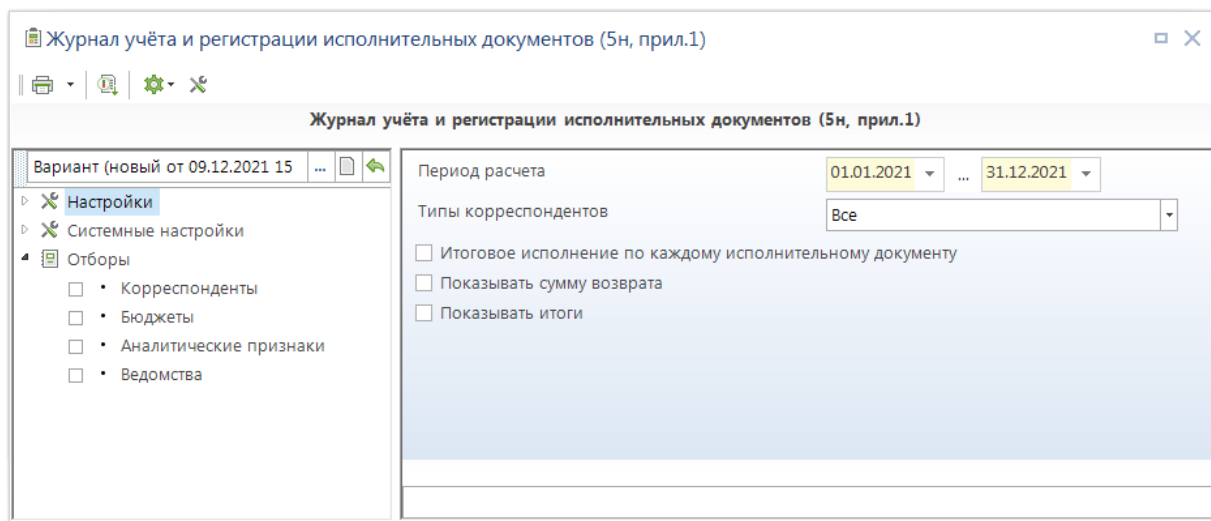 Журнал учёта и регистрации исполнительных документов (5н, прил.1)
Журнал учёта и регистрации исполнительных документов (5н, прил.1)
Вариант (новый от 09.12.2021 15 ...
Настройки
Системные настройки
Отборы
Корреспонденты
Бюджеты
Аналитические признаки
Ведомства
Период расчета 01.01.2021 ... 31.12.2021
Типы корреспондентов Все
Итоговое исполнение по каждому исполнительному документу
Показывать сумму возврата
Показывать итоги